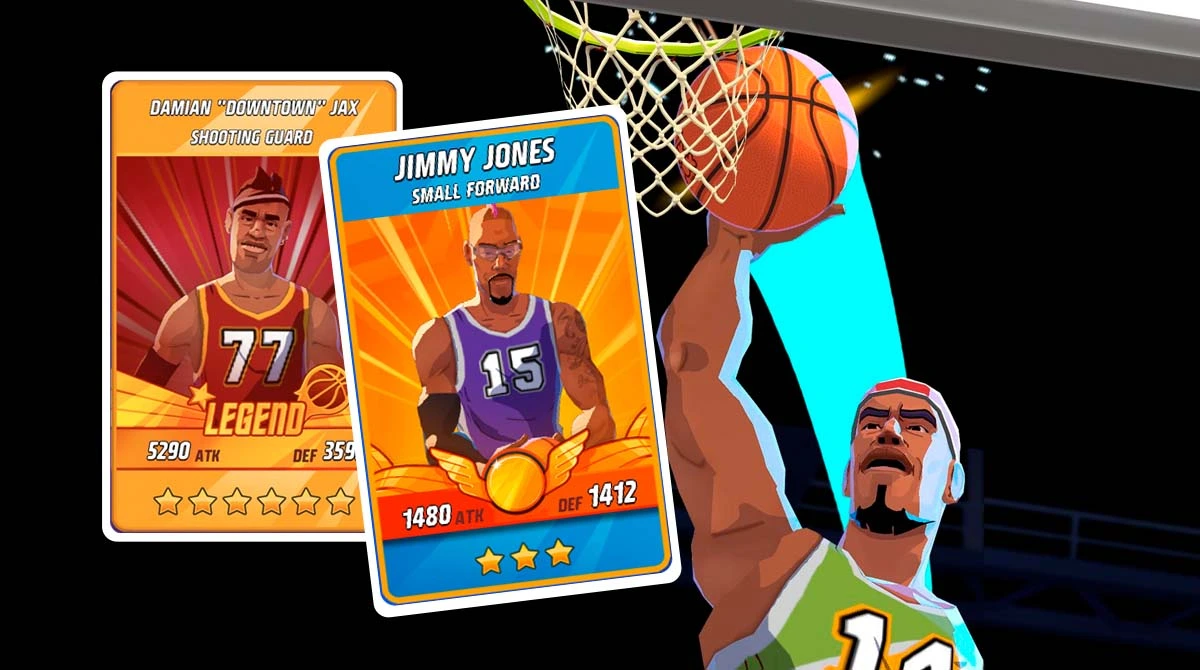 DAMIAN "DOWNTOWN" JAX
SHOOTING GUARD
77
LEGEND
5290 ATK
DEF 359
JIMMY JONES
SMALL FORWARD
15
1480 ATK
DEF 1412